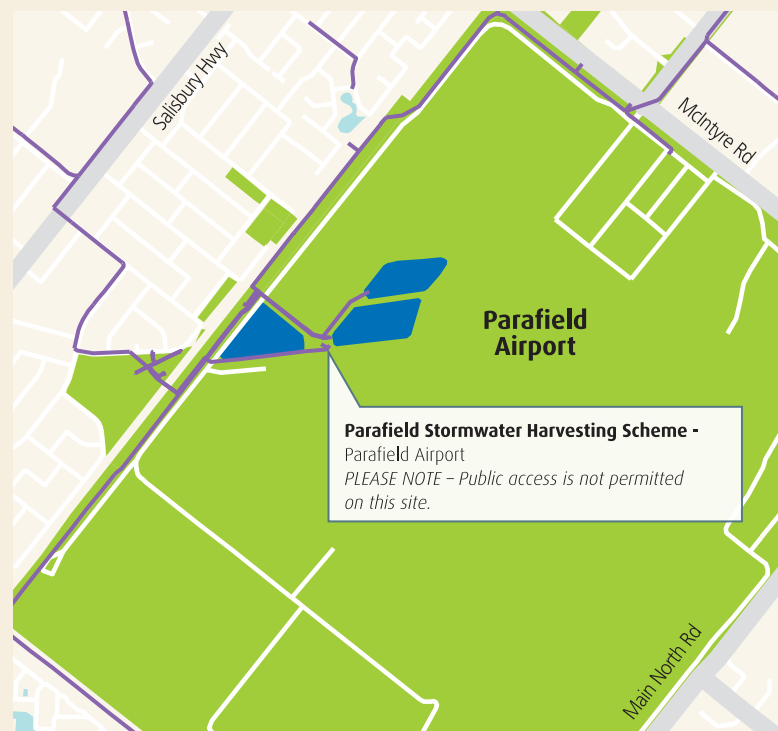 Salisbury Hwy
McIntyre Rd
Parafield
Airport
Parafield Stormwater Harvesting Scheme -
Parafield Airport
PLEASE NOTE – Public access is not permitted
on this site.
Main North Rd